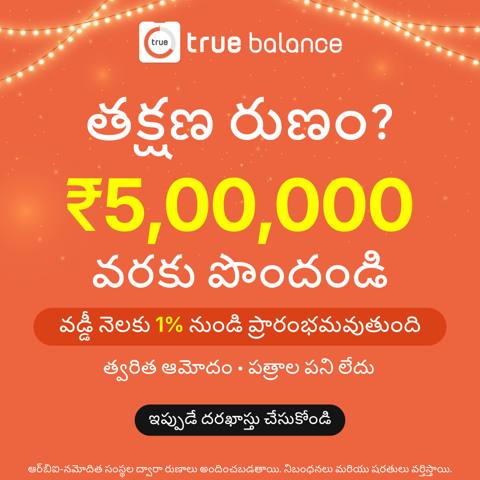 true true balance
తక్షణ రుణం?
₹5,00,000
వరకు పొందండి
వడ్డీ నెలకు 1% నుండి ప్రారంభమవుతుంది
త్వరిత ఆమోదం • పత్రాల పని లేదు
ఇప్పుడే దరఖాస్తు చేసుకోండి
ఆర్‌బిఐ-నమోదిత సంస్థల ద్వారా రుణాలు అందించబడతాయి. నిబంధనలు మరియు షరతులు వర్తిస్తాయి.